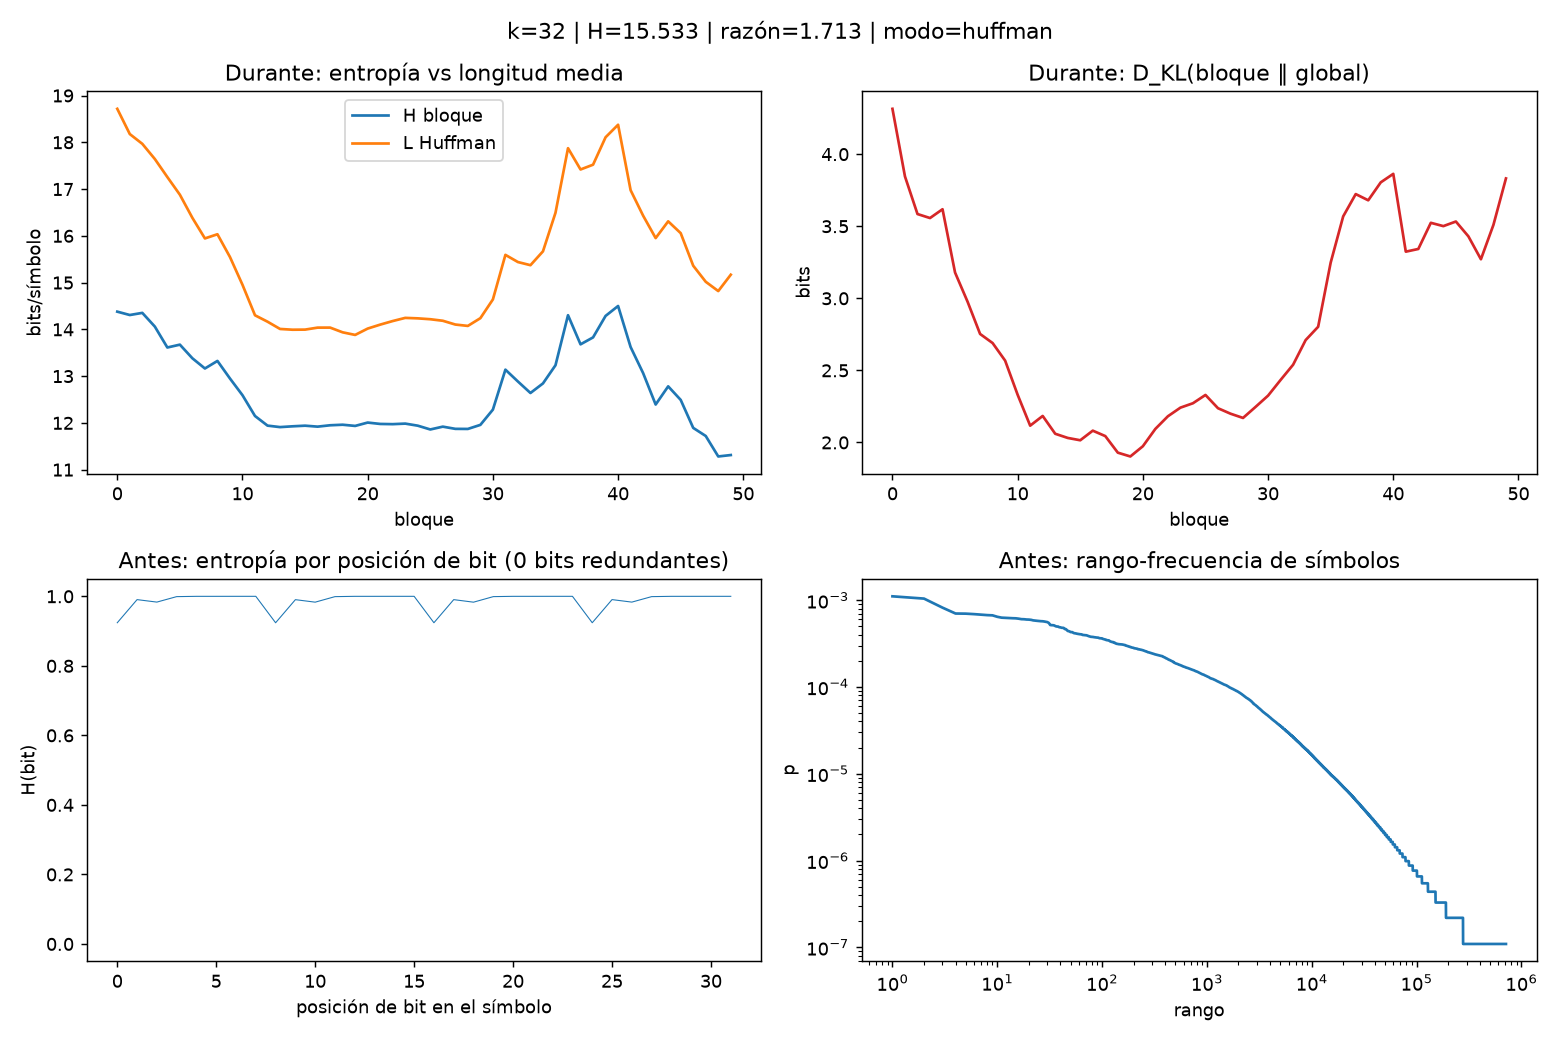 k=32 | H=15.533 | razón=1.713 | modo=huffman
Durante: entropía vs longitud media
19
18
17
16
15
14
13
12
11
bits/símbolo
H bloque
L Huffman
0 10 20 30 40 50
bloque
Durante: D_KL(bloque ∥ global)
4.0
3.5
3.0
2.5
2.0
bits
0 10 20 30 40 50
bloque
Antes: entropía por posición de bit (0 bits redundantes)
1.0
0.8
0.6
0.4
0.2
0.0
H(bit)
0 5 10 15 20 25 30
posición de bit en el símbolo
Antes: rango-frecuencia de símbolos
10⁻³
10⁻⁴
10⁻⁵
10⁻⁶
10⁻⁷
p
10⁰ 10¹ 10² 10³ 10⁴ 10⁵ 10⁶
rango